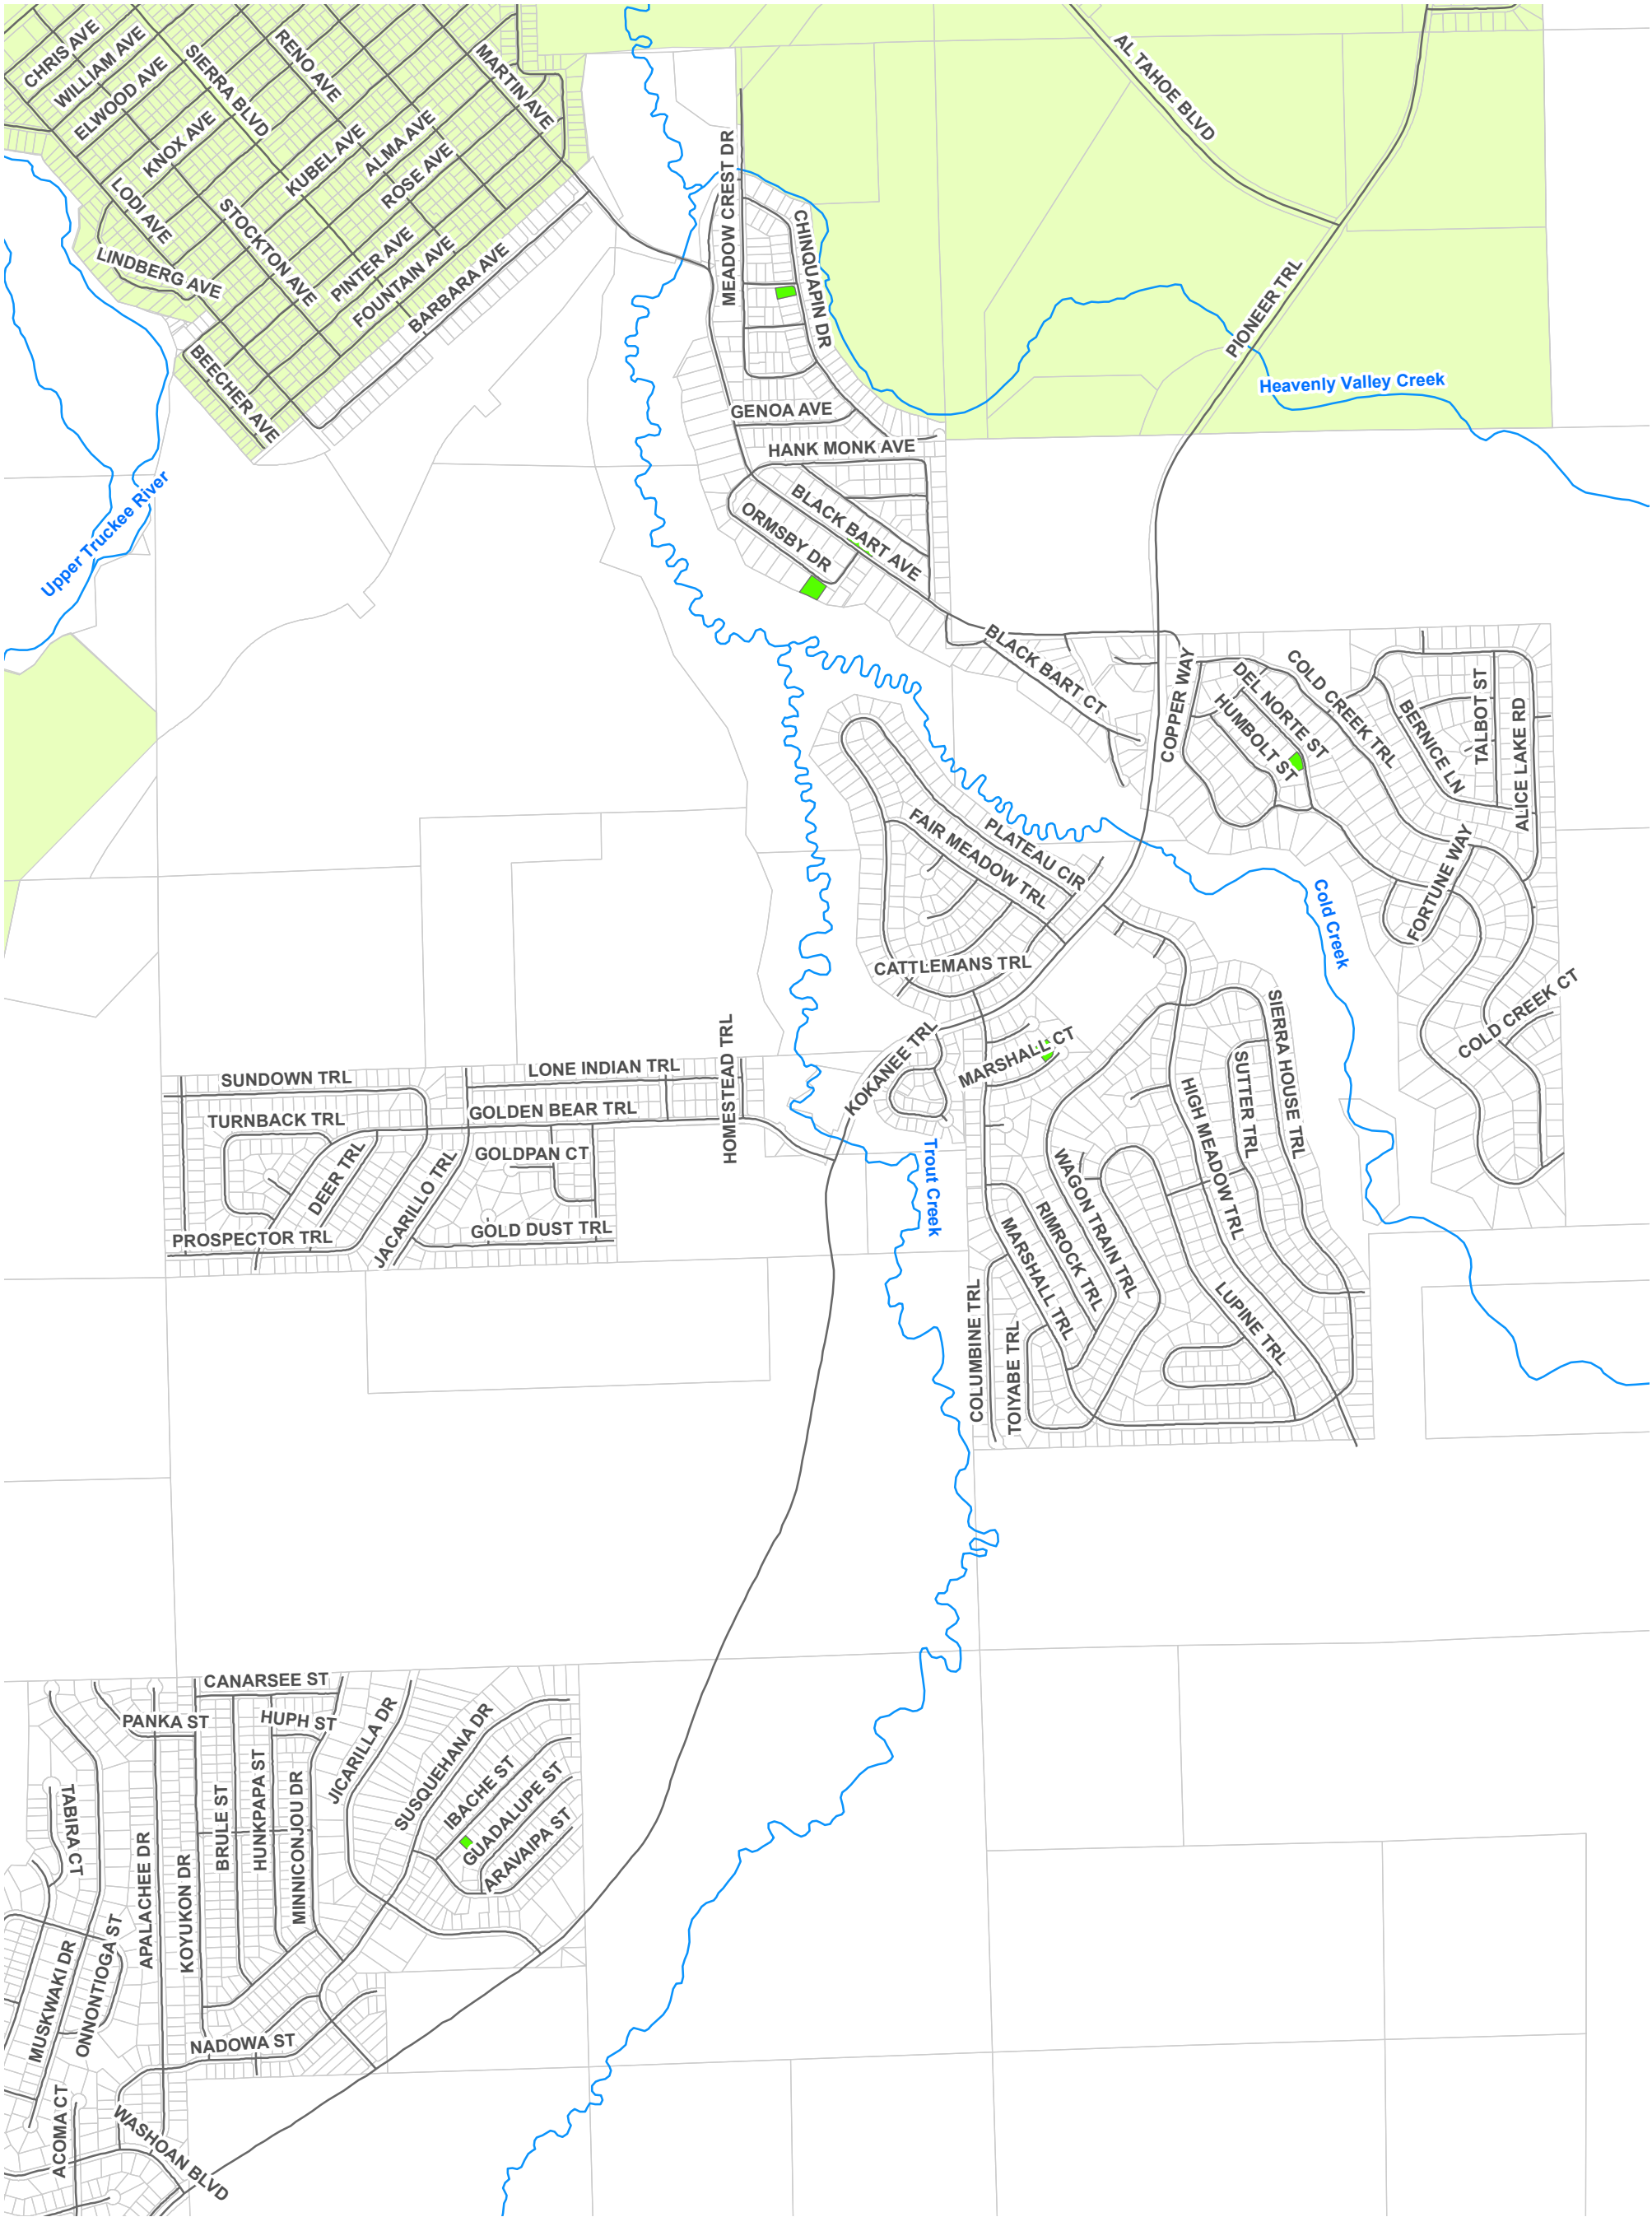 CHRIS AVE
WILLIAM AVE
ELWOOD AVE
SIERRA BLVD
RENO AVE
MARTIN AVE
AL TAHOE BLVD
KNOX AVE
KUBEL AVE
ALMA AVE
ROSE AVE
LODI AVE
STOCKTON AVE
LINDBERG AVE
PINTER AVE
FOUNTAIN AVE
BARBARA AVE
BEECHER AVE
MEADOW CREST DR
CHINQUAPIN DR
PIONEER TRL
Heavenly Valley Creek
GENOA AVE
HANK MONK AVE
BLACK BART AVE
ORMSBY DR
Upper Truckee River
BLACK BART CT
COPPER WAY
DEL NORTE ST
HUMBOLT ST
COLD CREEK TRL
BERNICE LN
TALBOT ST
ALICE LAKE RD
FAIR MEADOW TRL
PLATEAU CIR
FORTUNE WAY
Cold Creek
CATTLEMANS TRL
COLD CREEK CT
KOKANEE TRL
MARSHALL CT
SIERRA HOUSE TRL
SUTTER TRL
HIGH MEADOW TRL
HOMESTEAD TRL
LONE INDIAN TRL
SUNDOWN TRL
GOLDEN BEAR TRL
TURNBACK TRL
GOLDPAN CT
DEER TRL
JACARILLO TRL
GOLD DUST TRL
PROSPECTOR TRL
Trout Creek
WAGON TRAIN TRL
RIMROCK TRL
MARSHALL TRL
LUPINE TRL
COLUMBINE TRL
TOIYABE TRL
CANARSEE ST
PANKA ST
HUPH ST
JICARILLA DR
SUSQUEHANA DR
IBACHE ST
GUADALUPE ST
ARAVAIPA ST
TABIRA CT
APALACHEE DR
KOYUKON DR
BRULE ST
HUNKPAPA ST
MINNICONJOU DR
MUSKWAKI DR
ONNONTIOGA ST
NADOWA ST
ACOMA CT
WASHOAN BLVD